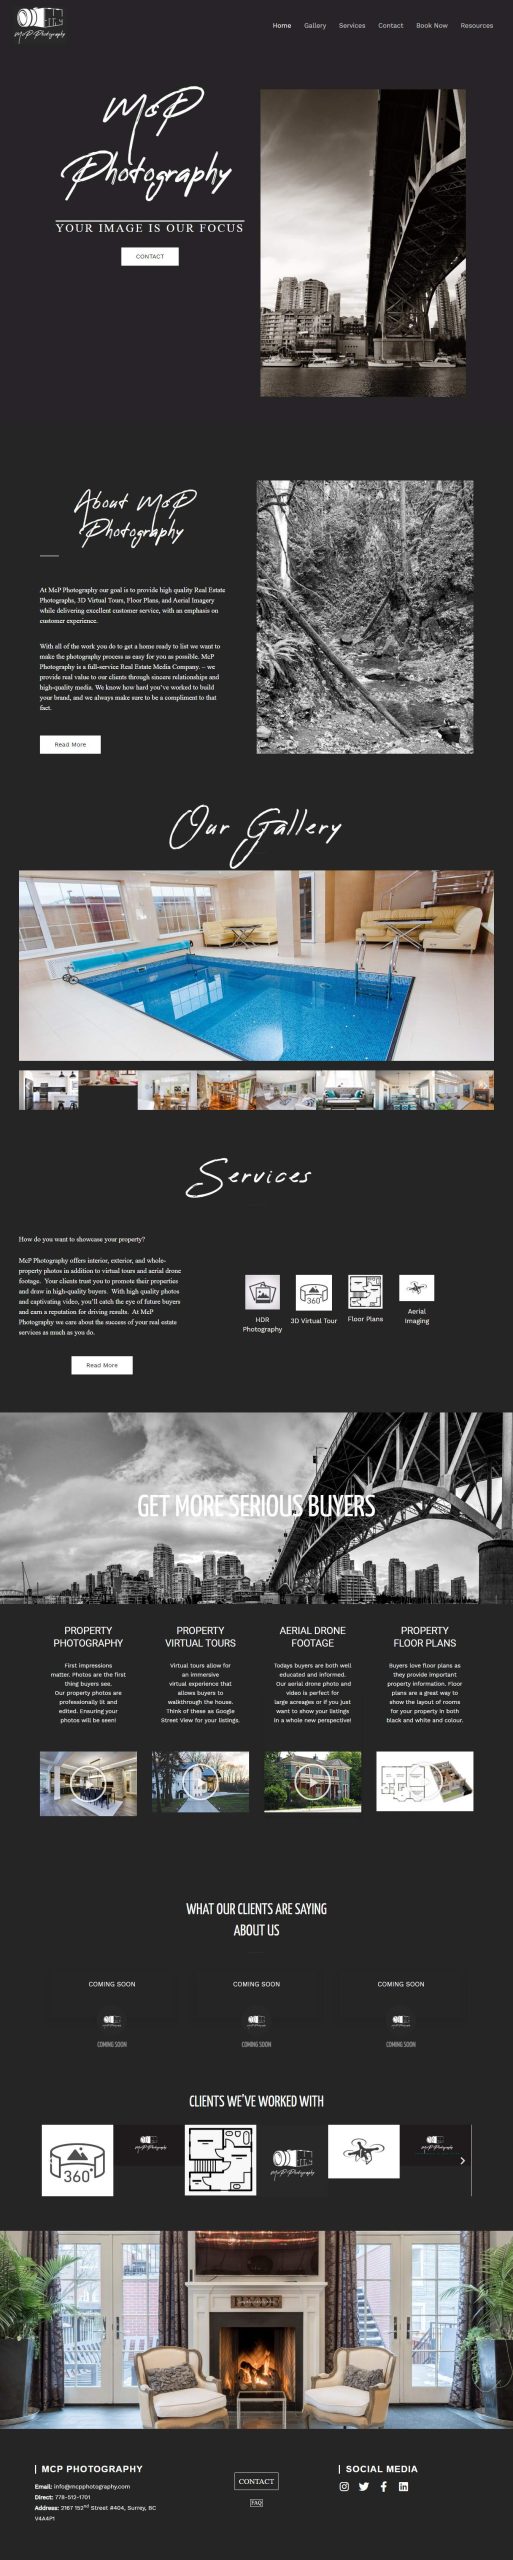 McP Photography
Home Gallery Services Contact Book Now Resources
McP
Photography
YOUR IMAGE IS OUR FOCUS
CONTACT
About McP
Photography
At McP Photography our goal is to provide high quality Real Estate
Photographs, 3D Virtual Tours, Floor Plans, and Aerial Imagery
while delivering excellent customer service, with an emphasis on
customer experience.
With all of the work you do to get a home ready to list we want to
make the photography process as easy for you as possible. McP
Photography is a full-service Real Estate Media Company. – we
provide real value to our clients through sincere relationships and
high-quality media. We know how hard you've worked to build
your brand, and we always make sure to be a compliment to that
fact.
Read More
Our Gallery
Services
How do you want to showcase your property?
McP Photography offers interior, exterior, and whole-
property photos in addition to virtual tours and aerial drone
footage. Your clients trust you to promote their properties
and draw in high-quality buyers. With high quality photos
and captivating video, you'll catch the eye of future buyers
and earn a reputation for driving results. At McP
Photography we care about the success of your real estate
services as much as you do.
Read More
360°
HDR
Photography
3D Virtual Tour
Floor Plans
Aerial
Imaging
GET MORE SERIOUS BUYERS
PROPERTY
PHOTOGRAPHY
First impressions
matter. Photos are the first
thing buyers see.
Our property photos are
professionally lit and
edited. Ensuring your
photos will be seen!
PROPERTY
VIRTUAL TOURS
Virtual tours allow for
an immersive
virtual experience that
allows buyers to
walkthrough the house.
Think of these as Google
Street View for your listings.
AERIAL DRONE
FOOTAGE
Todays buyers are both well
educated and informed.
Our aerial drone photo and
video is perfect for
large acreages or if you just
want to show your listings
in a whole new perspective!
PROPERTY
FLOOR PLANS
Buyers love floor plans as
they provide important
property information. Floor
plans are a great way to
show the layout of rooms
for your property in both
black and white and colour.
WHAT OUR CLIENTS ARE SAYING
ABOUT US
COMING SOON
COMING SOON
COMING SOON
COMING SOON
COMING SOON
COMING SOON
CLIENTS WE'VE WORKED WITH
360°
McP Photography
McP Photography
McP Photography
MCP PHOTOGRAPHY
Email: info@mcpphotography.com
Direct: 778-512-1701
Address: 2167 152nd Street #404, Surrey, BC
V4A4P1
CONTACT
FAQ
SOCIAL MEDIA